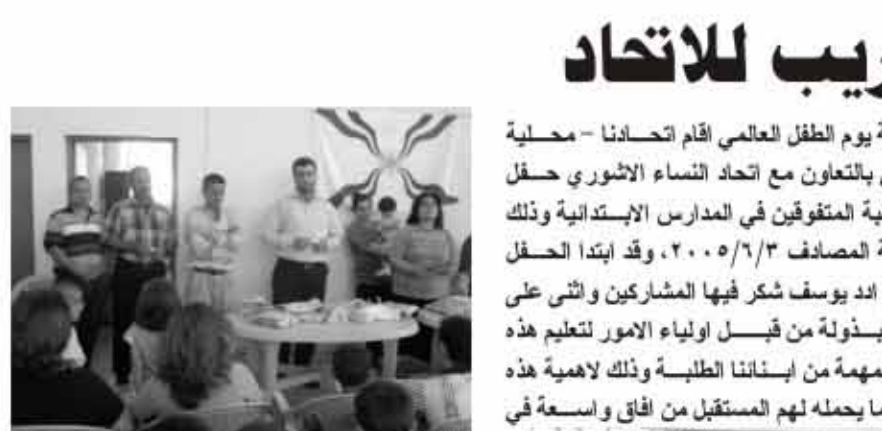 ريب للاتحاد
ة يوم الطفل العالمي اقام اتحادنا - محلية
بالتعاون مع اتحاد النساء الاشوري حفل
بة المتفوقين في المدارس الابتدائية وذلك
ة المصادف ٢٠٠٥/٦/٣، وقد ابتدا الحفل
ادد يوسف شكر فيها المشاركين واثنى على
بذولة من قبل اولياء الامور لتعليم هذه
مهمة من ابنائنا الطلبة وذلك لاهمية هذه
ما يحمله لهم المستقبل من افاق واسعة في